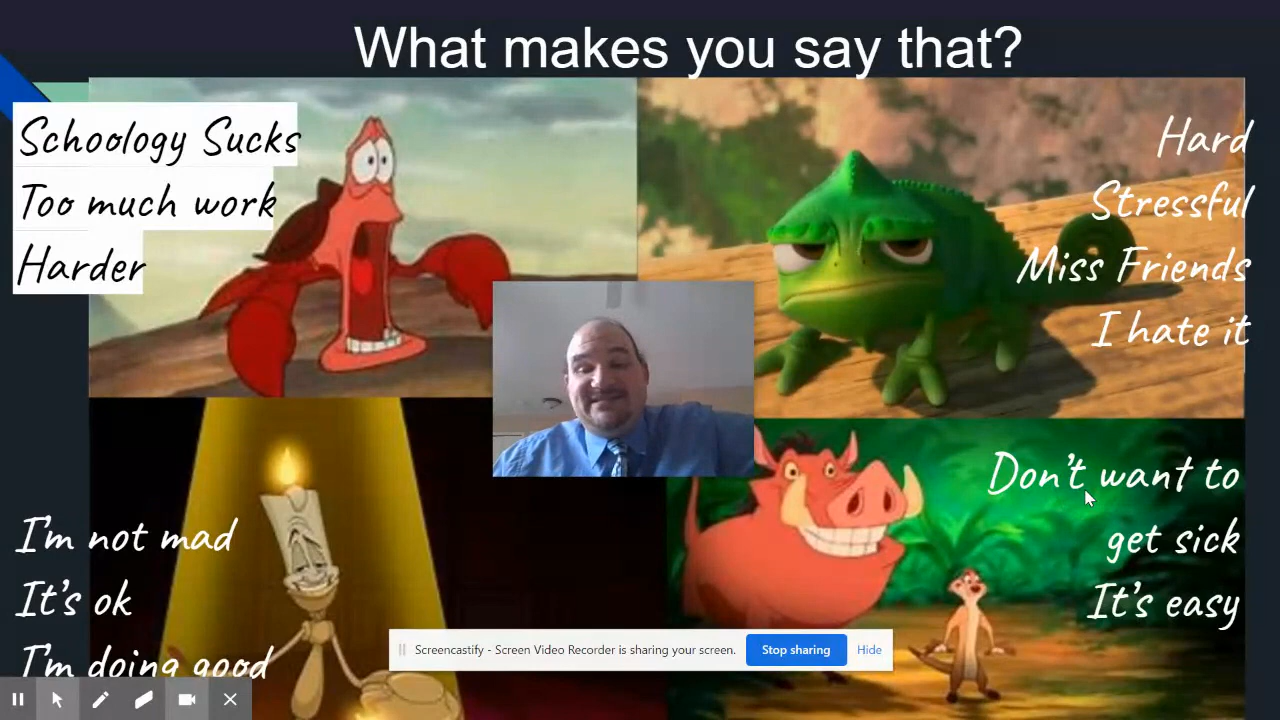 What makes you say that?
Schoology Sucks
Too much work
Harder
Hard
Stressful
Miss Friends
I hate it
I'm not mad
It's ok
I'm doing good
Don't want to
get sick
It's easy
Screencastify - Screen Video Recorder is sharing your screen.
Stop sharing
Hide